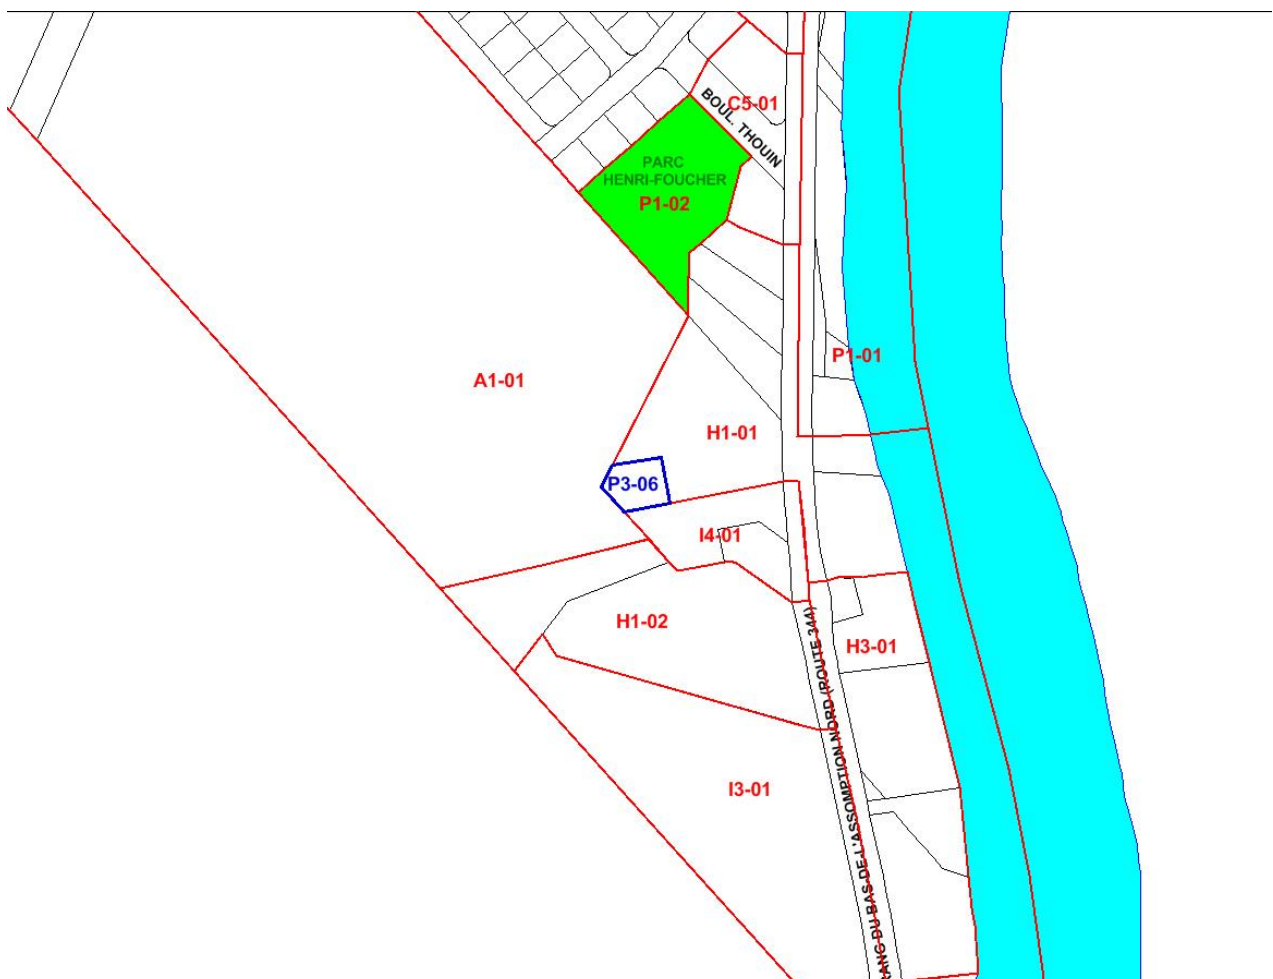 C5-01
BOUL. THOUIN
PARC
HENRI-FOUCHER
P1-02
P1-01
A1-01
H1-01
P3-06
I4-01
H1-02
H3-01
RANG DU BAS-DE-L'ASSOMPTION NORD (ROUTE 344)
I3-01